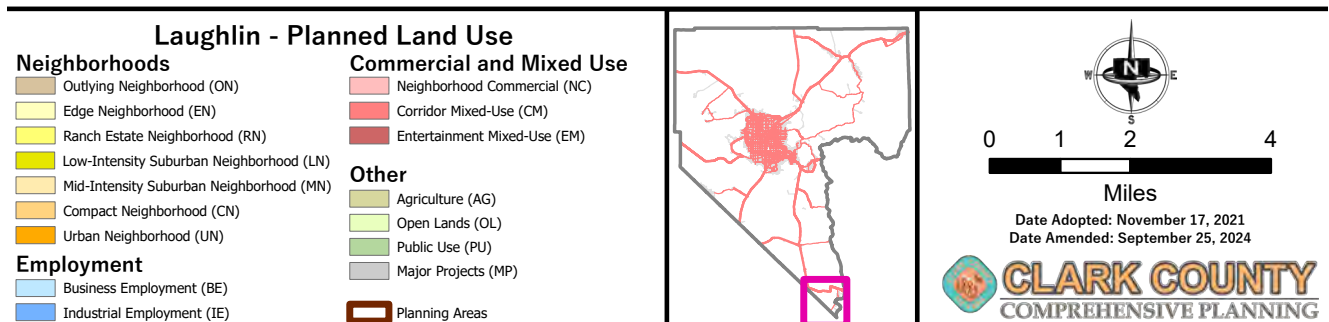 Laughlin - Planned Land Use
Neighborhoods
Outlying Neighborhood (ON)
Edge Neighborhood (EN)
Ranch Estate Neighborhood (RN)
Low-Intensity Suburban Neighborhood (LN)
Mid-Intensity Suburban Neighborhood (MN)
Compact Neighborhood (CN)
Urban Neighborhood (UN)
Employment
Business Employment (BE)
Industrial Employment (IE)
Commercial and Mixed Use
Neighborhood Commercial (NC)
Corridor Mixed-Use (CM)
Entertainment Mixed-Use (EM)
Other
Agriculture (AG)
Open Lands (OL)
Public Use (PU)
Major Projects (MP)
Planning Areas
W N E
S
0 1 2 4
Miles
Date Adopted: November 17, 2021
Date Amended: September 25, 2024
CLARK COUNTY
COMPREHENSIVE PLANNING